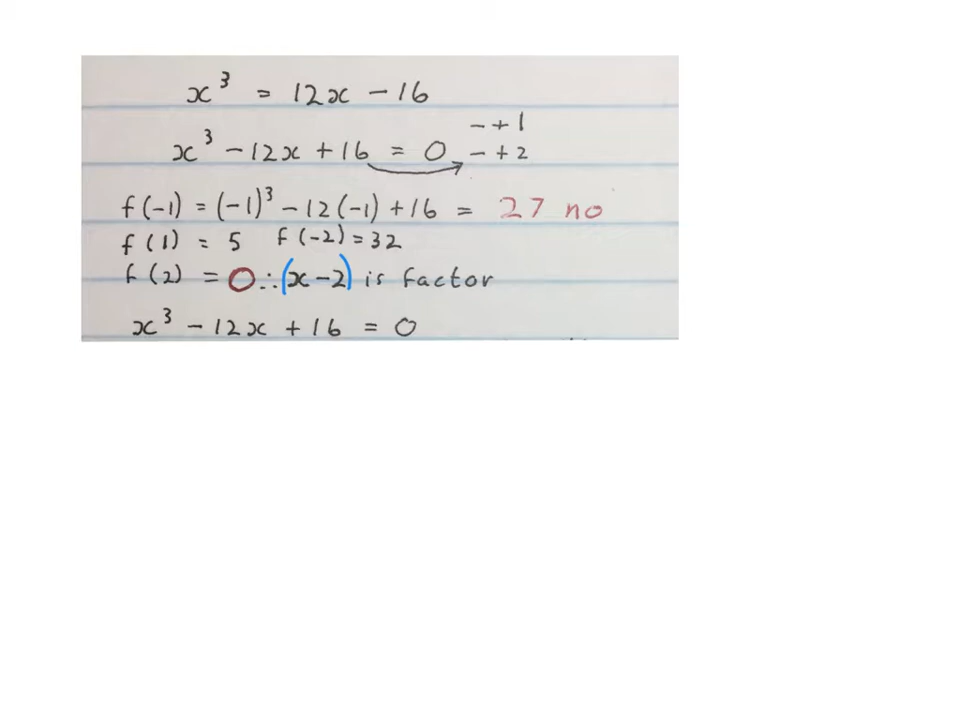 x³ = 12x - 16
x³ - 12x + 16 = 0
- + 1
- + 2
f(-1) = (-1)³ - 12(-1) + 16 = 27 no
f(1) = 5 f(-2) = 32
f(2) = 0 ∴ (x - 2) is factor
x³ - 12x + 16 = 0